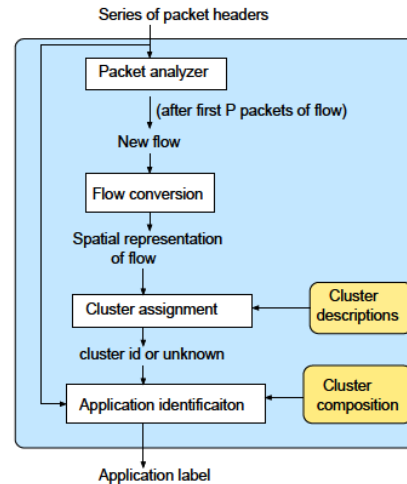 Series of packet headers
Packet analyzer
(after first P packets of flow)
New flow
Flow conversion
Spatial representation
of flow
Cluster assignment
Cluster
descriptions
cluster id or unknown
Cluster
composition
Application identificaiton
Application label